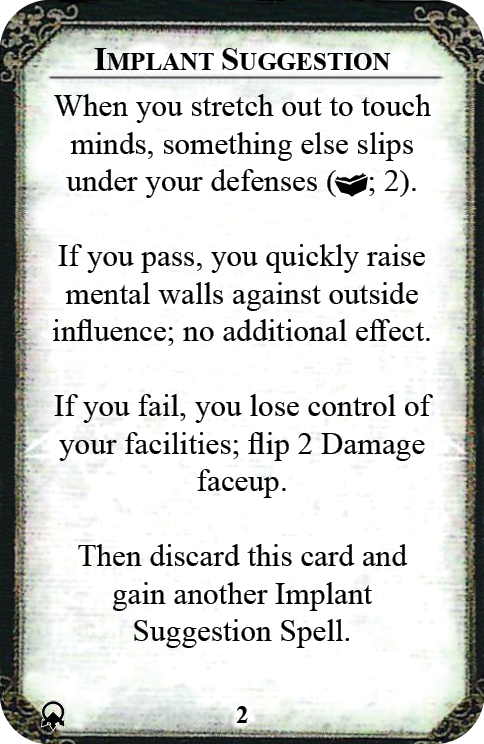 IMPLANT SUGGESTION
When you stretch out to touch
minds, something else slips
under your defenses (; 2).
If you pass, you quickly raise
mental walls against outside
influence; no additional effect.
If you fail, you lose control of
your facilities; flip 2 Damage
faceup.
Then discard this card and
gain another Implant
Suggestion Spell.
2